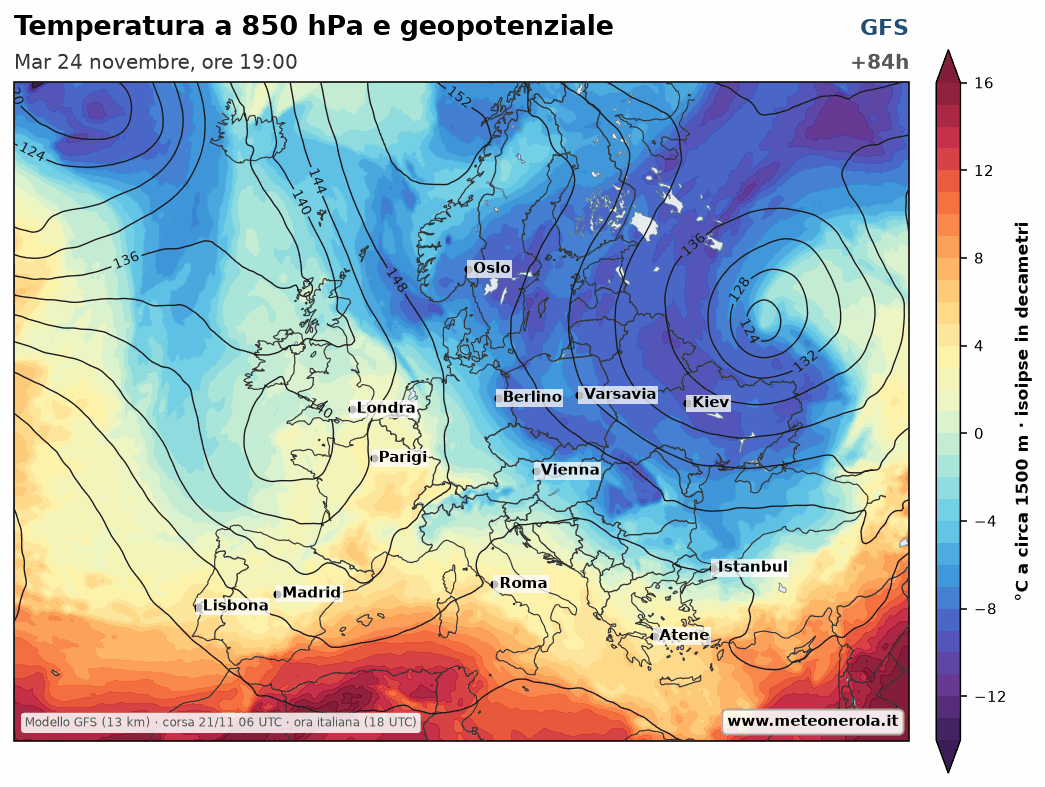 Temperatura a 850 hPa e geopotenziale
GFS
Mar 24 novembre, ore 19:00
+84h
152
124
144
140
136
136
148
128
124
132
140
Oslo
Berlino
Varsavia
Kiev
Londra
Parigi
Vienna
Istanbul
Roma
Madrid
Lisbona
Atene
16
12
8
4
0
−4
−8
−12
°C a circa 1500 m · isoipse in decametri
Modello GFS (13 km) · corsa 21/11 06 UTC · ora italiana (18 UTC)
www.meteonerola.it